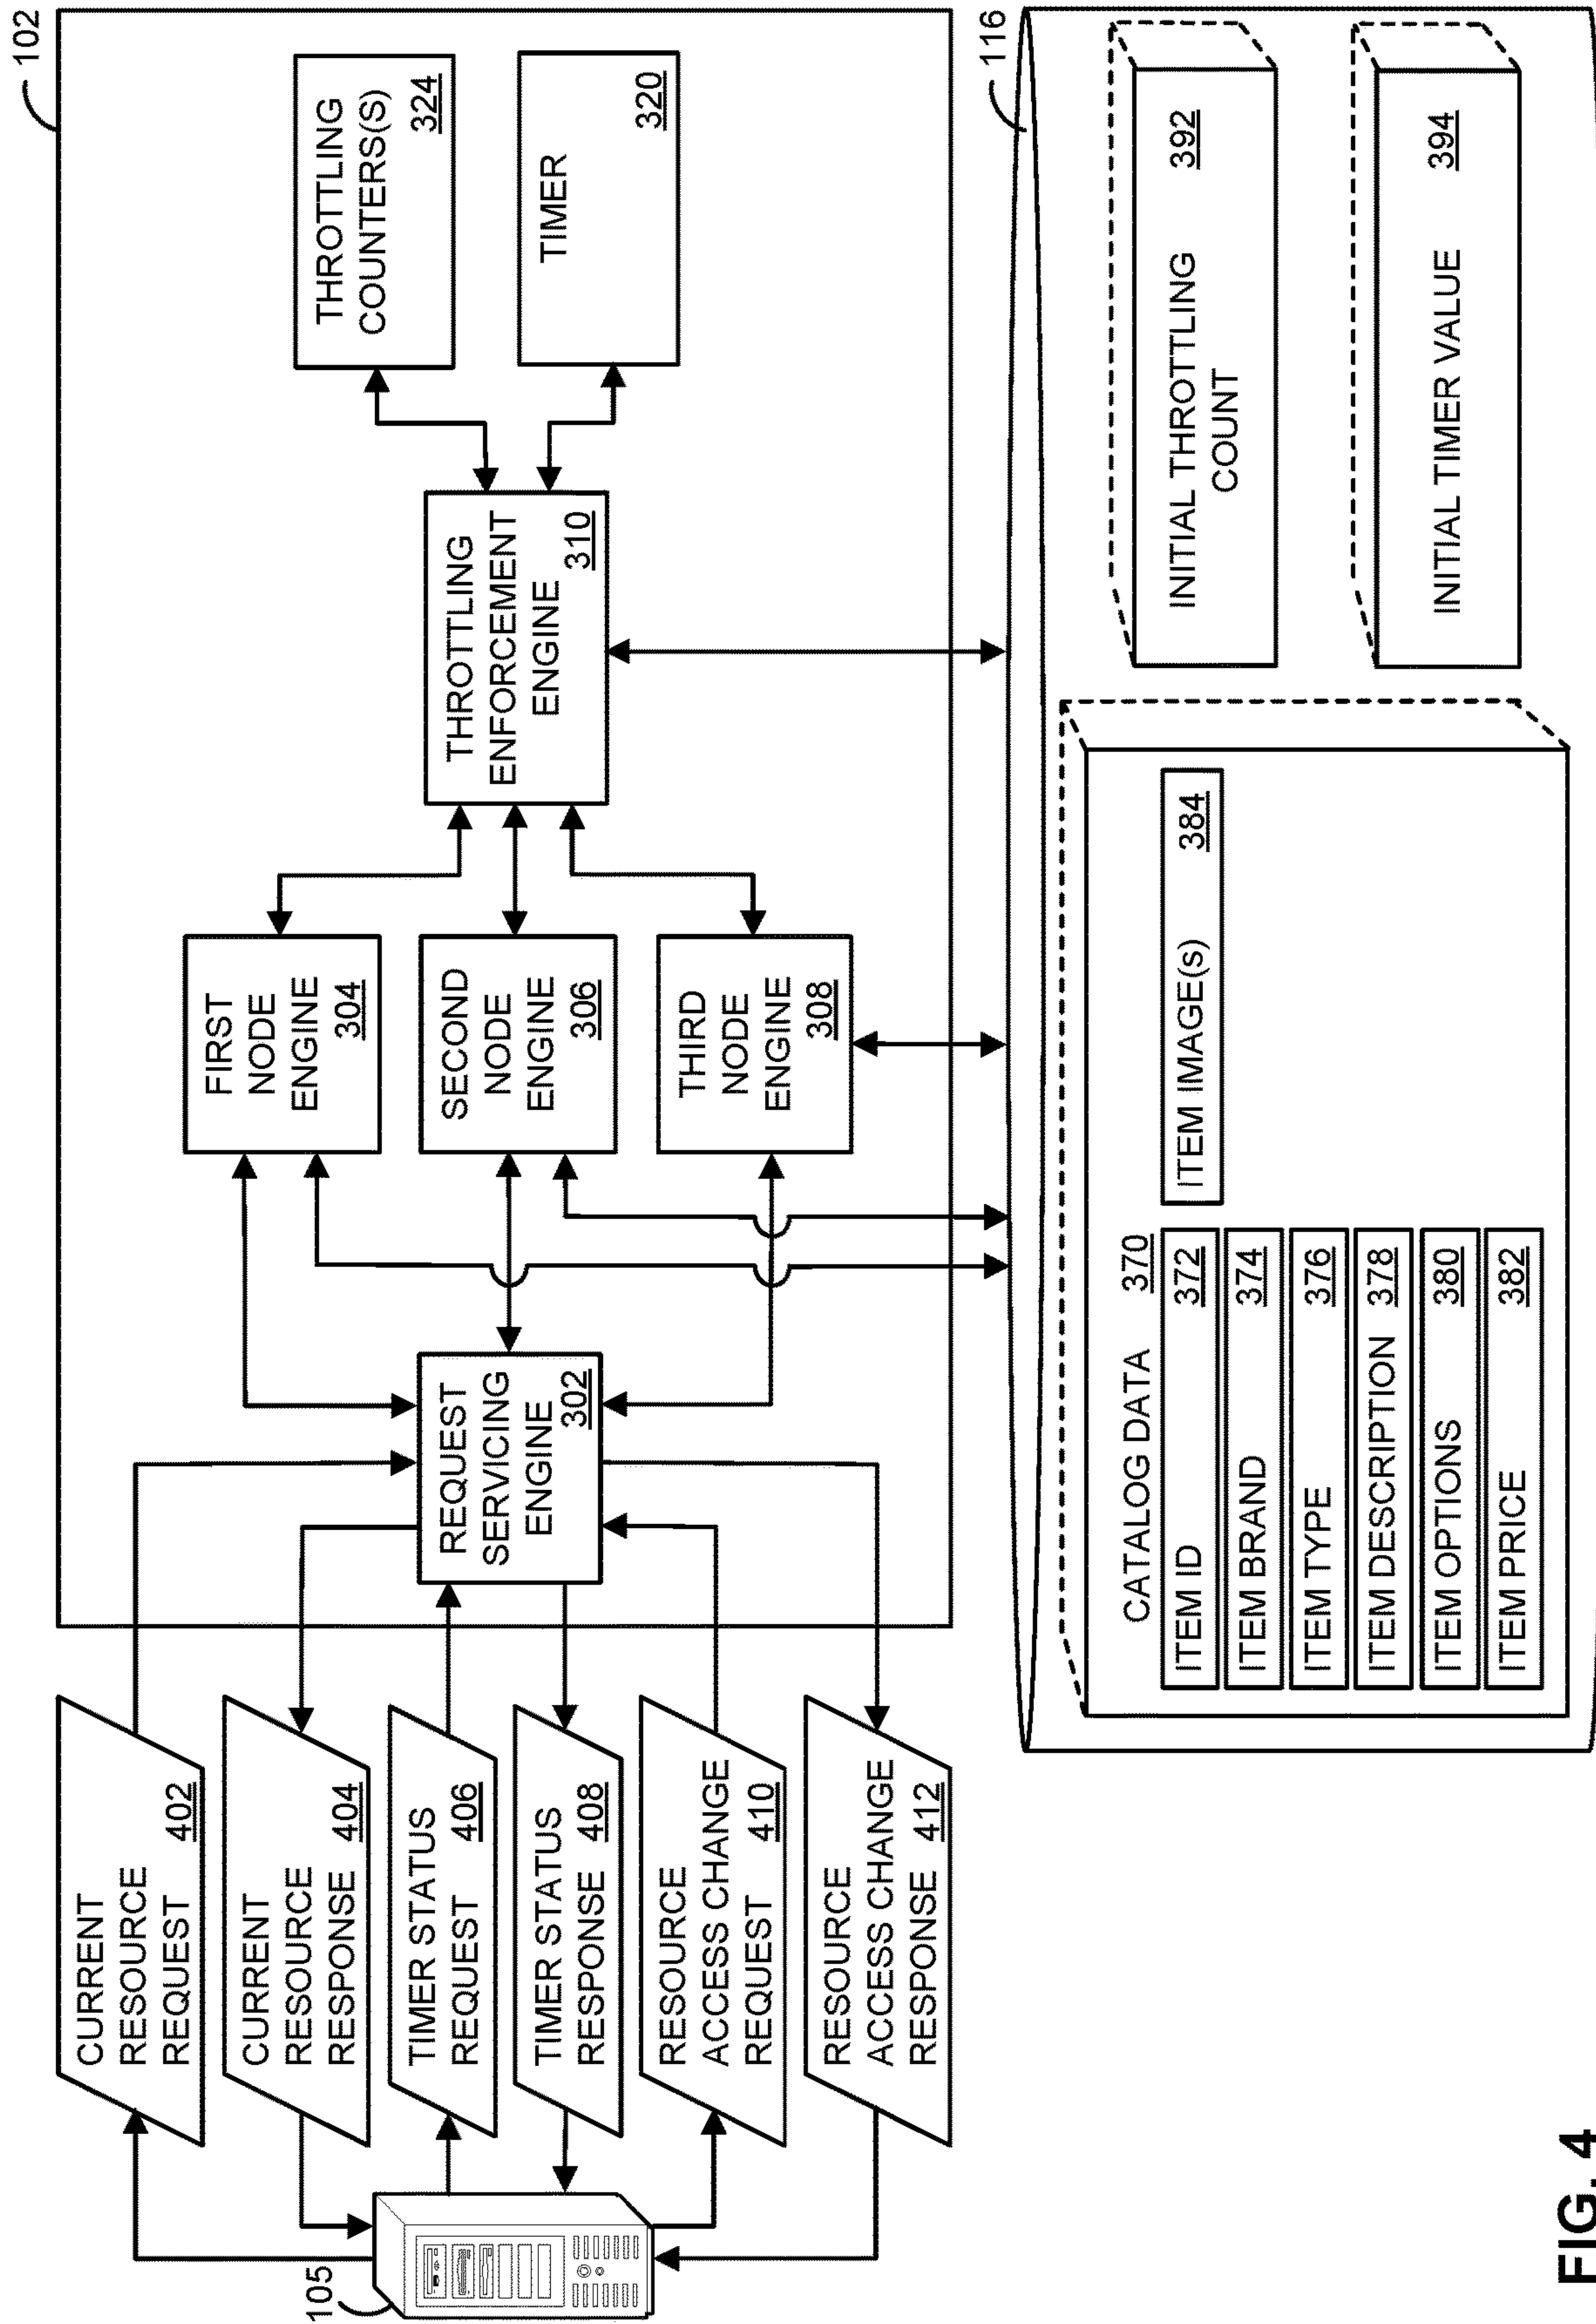 102
THROTTLING
COUNTERS(S)
324
TIMER
320
THROTTLING
ENFORCEMENT
ENGINE
310
FIRST
NODE
ENGINE
304
SECOND
NODE
ENGINE
306
THIRD
NODE
ENGINE
308
REQUEST
SERVICING
ENGINE
302
CURRENT
RESOURCE
REQUEST 402
CURRENT
RESOURCE
RESPONSE 404
TIMER STATUS
REQUEST 406
TIMER STATUS
RESPONSE 408
RESOURCE
ACCESS CHANGE
REQUEST 410
RESOURCE
ACCESS CHANGE
RESPONSE 412
105
116
CATALOG DATA 370
ITEM ID 372
ITEM BRAND 374
ITEM TYPE 376
ITEM DESCRIPTION 378
ITEM OPTIONS 380
ITEM PRICE 382
ITEM IMAGE(s) 384
INITIAL THROTTLING 392
COUNT
INITIAL TIMER VALUE 394
FIG. 4